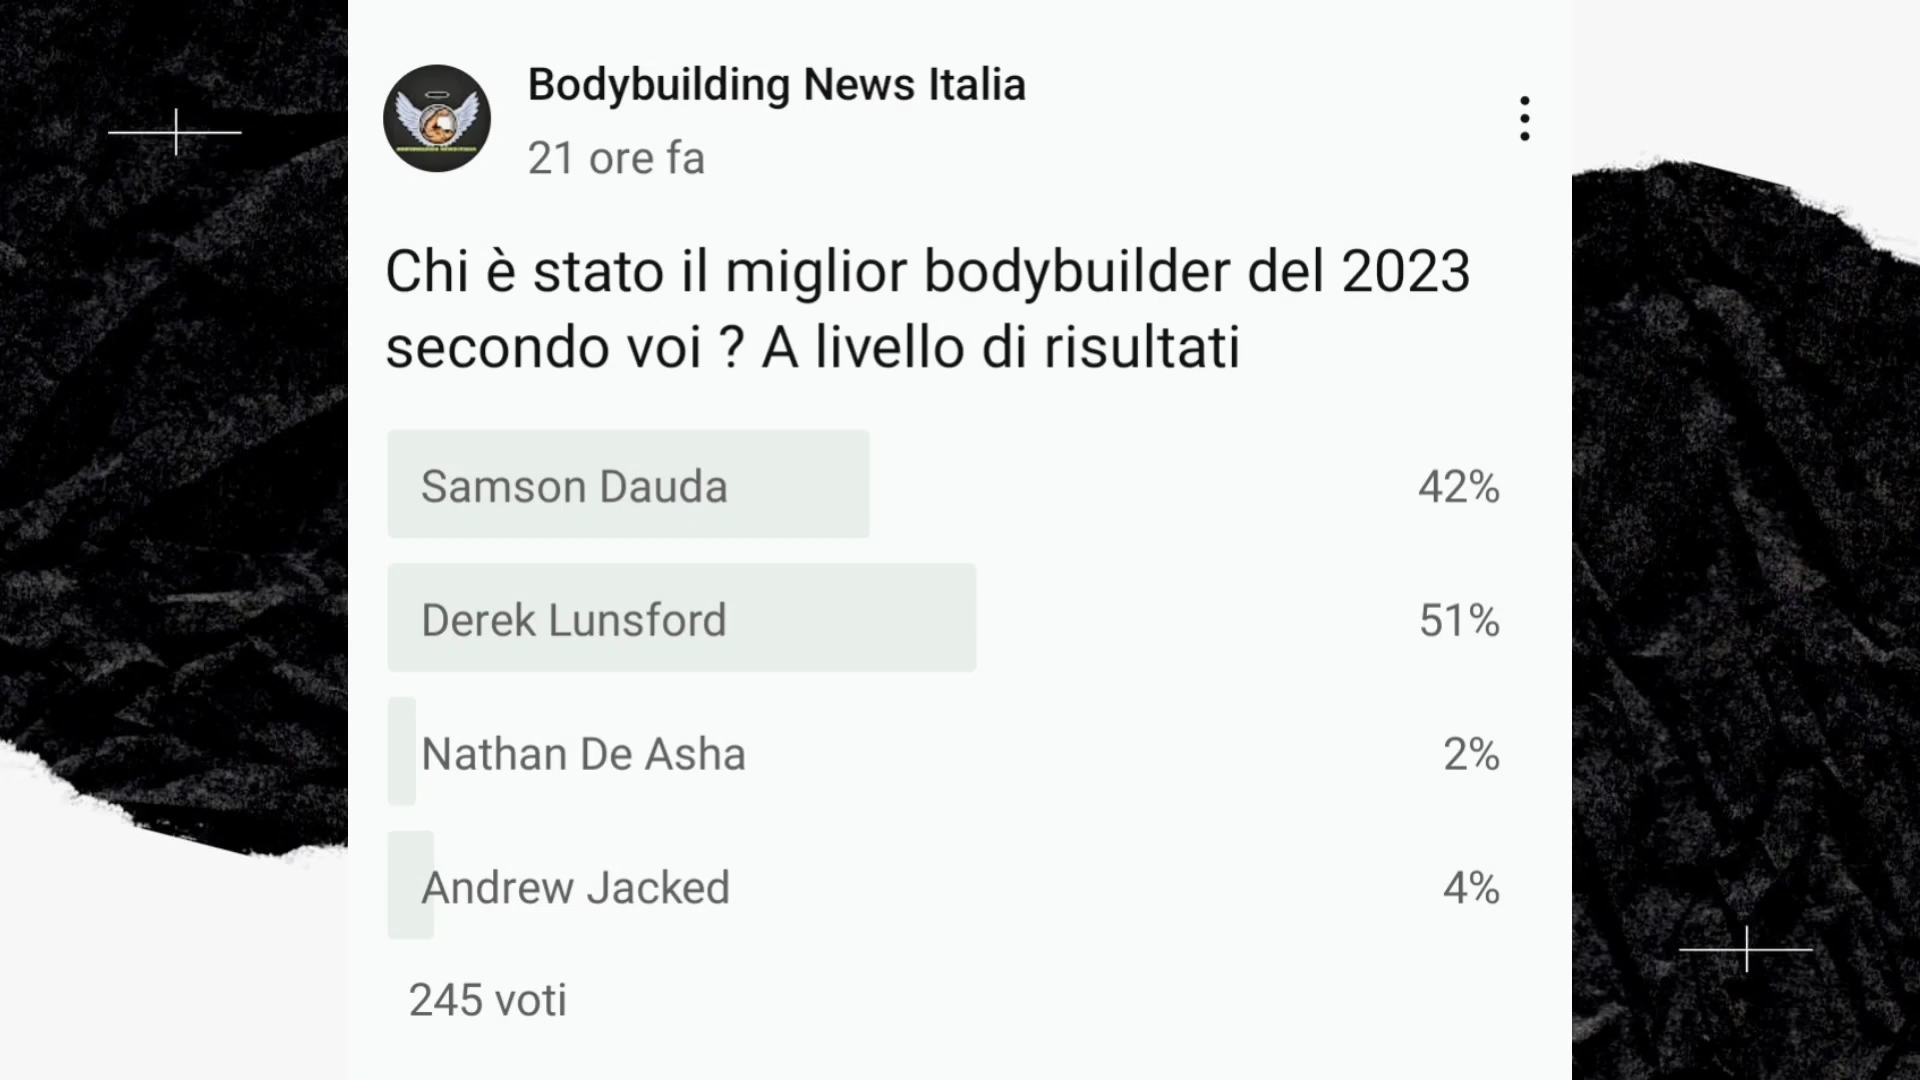 Bodybuilding News Italia
21 ore fa
Chi è stato il miglior bodybuilder del 2023
secondo voi ? A livello di risultati
Samson Dauda 42%
Derek Lunsford 51%
Nathan De Asha 2%
Andrew Jacked 4%
245 voti